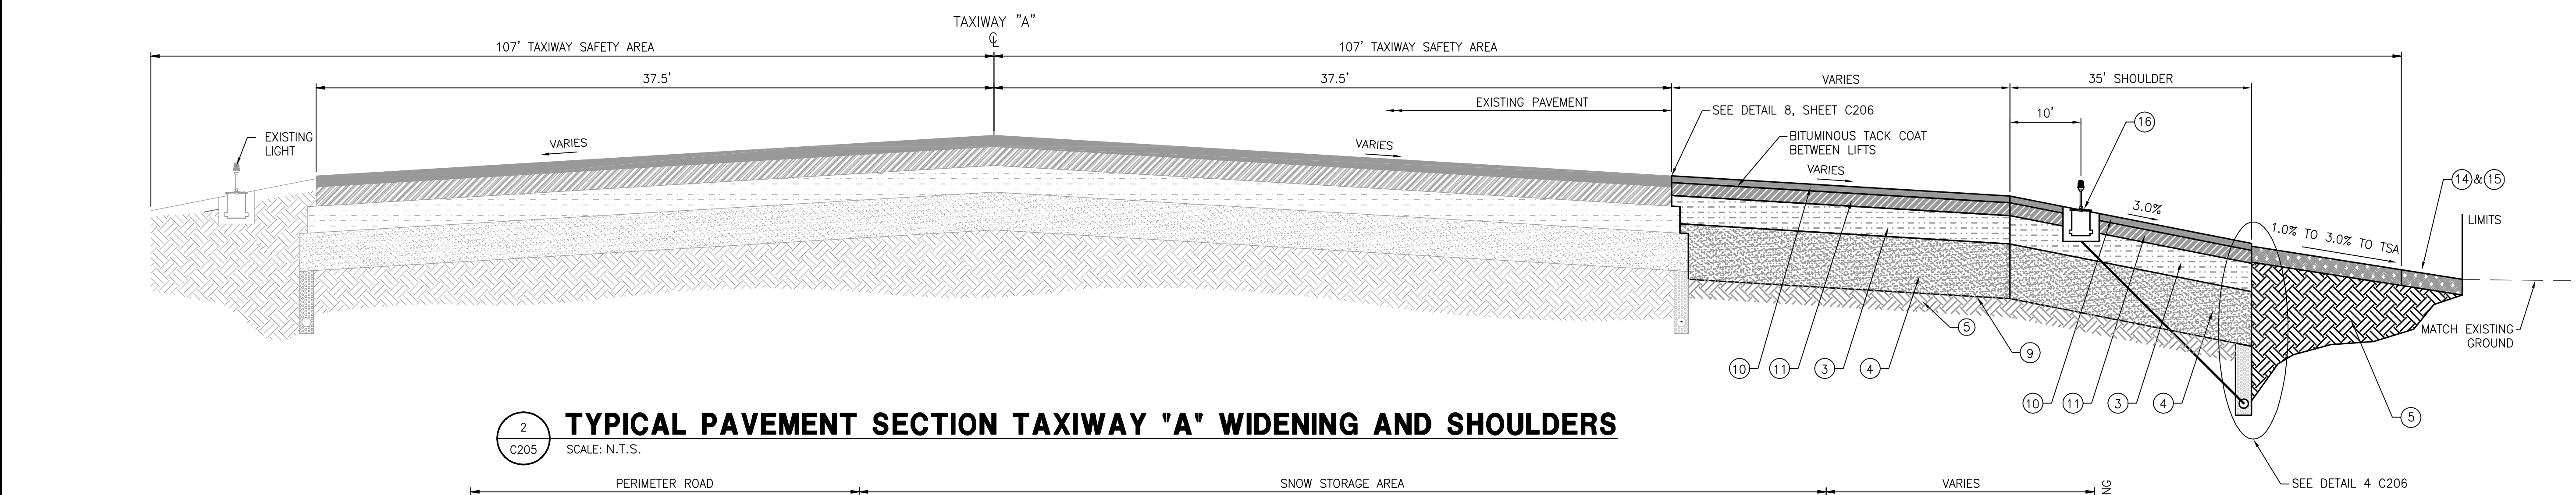 TAXIWAY "A"
℄
107' TAXIWAY SAFETY AREA
107' TAXIWAY SAFETY AREA
37.5'
37.5'
VARIES
35' SHOULDER
EXISTING PAVEMENT
SEE DETAIL 8, SHEET C206
10'
16
EXISTING
LIGHT
VARIES
VARIES
BITUMINOUS TACK COAT
BETWEEN LIFTS
VARIES
3.0%
14&15
LIMITS
1.0% TO 3.0% TO TSA
MATCH EXISTING
GROUND
5
9
10
11
3
4
10
11
3
4
5
2
C205
TYPICAL PAVEMENT SECTION TAXIWAY "A" WIDENING AND SHOULDERS
SCALE: N.T.S.
SEE DETAIL 4 C206
PERIMETER ROAD
SNOW STORAGE AREA
VARIES
NG